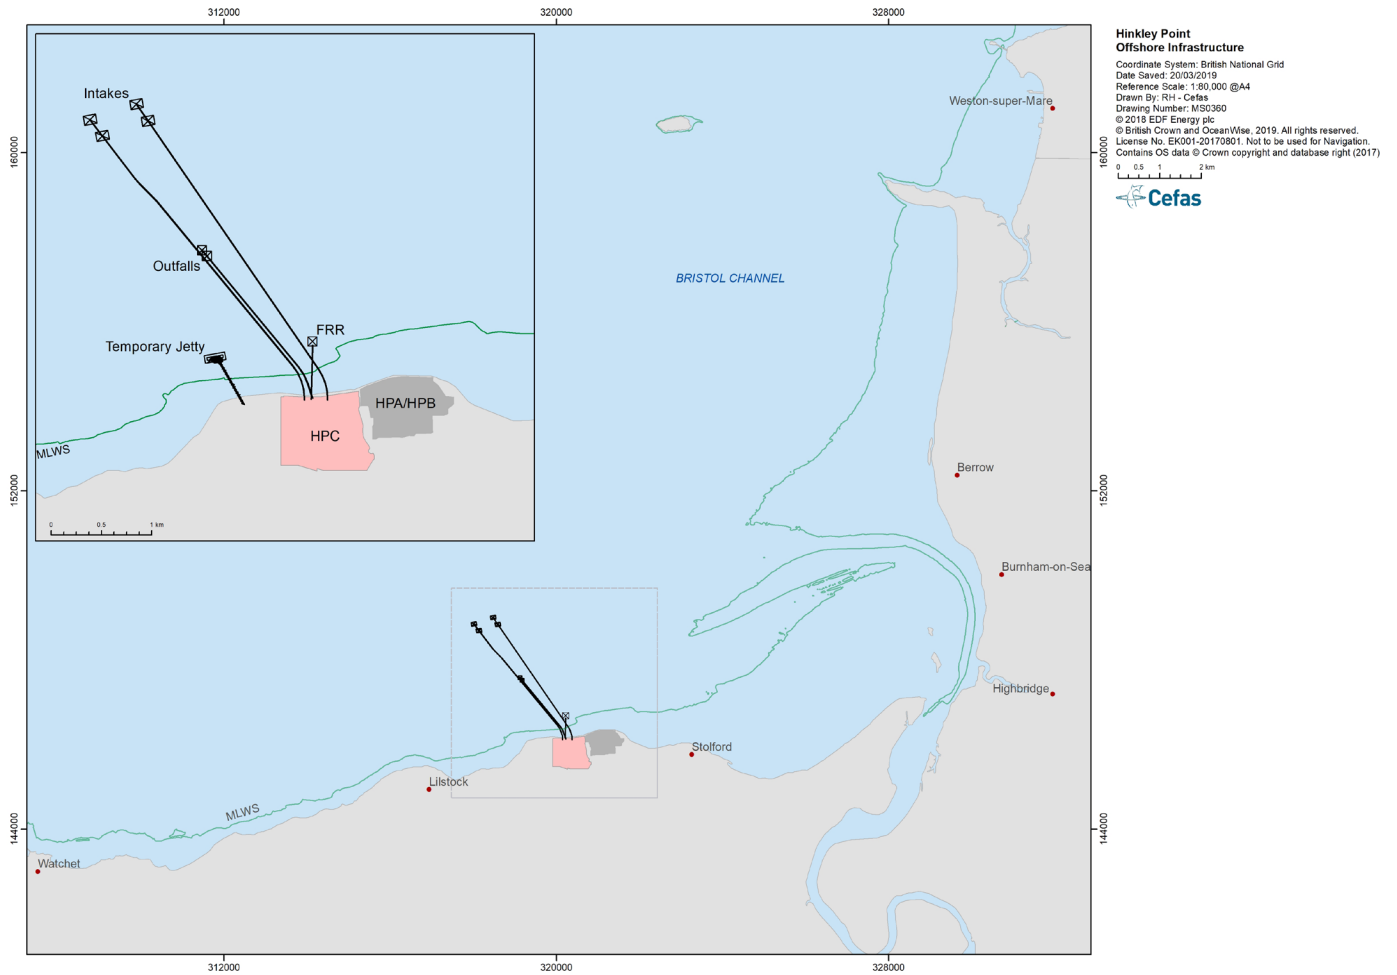 312000
320000
328000
Hinkley Point
Offshore Infrastructure
Coordinate System: British National Grid
Date Saved: 20/03/2019
Reference Scale: 1:80,000 @A4
Drawn By: RH - Cefas
Drawing Number: MS0360
© 2018 EDF Energy plc
© British Crown and OceanWise, 2019. All rights reserved.
License No. EK001-20170801. Not to be used for Navigation.
Contains OS data © Crown copyright and database right (2017)
0 0.5 1 2 km
Cefas
Intakes
Outfalls
FRR
Temporary Jetty
HPA/HPB
HPC
MLWS
0 0.5 1 km
Weston-super-Mare
160000
160000
BRISTOL CHANNEL
Berrow
152000
152000
Burnham-on-Sea
Highbridge
Stolford
Lilstock
MLWS
144000
144000
Watchet
312000
320000
328000